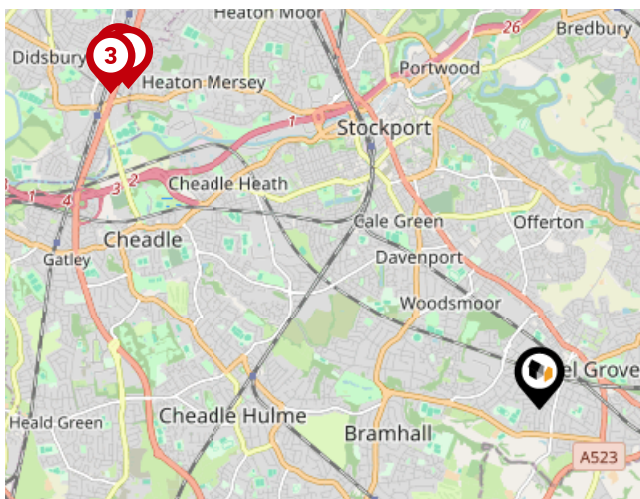 Heaton Moor
26
Bredbury
Didsbury
3
Heaton Mersey
Portwood
1
Stockport
3 2
1
4
Cheadle Heath
Cale Green
Offerton
Cheadle
Gatley
Davenport
Woodsmoor
el Grove
Cheadle Hulme
Heald Green
Bramhall
A523